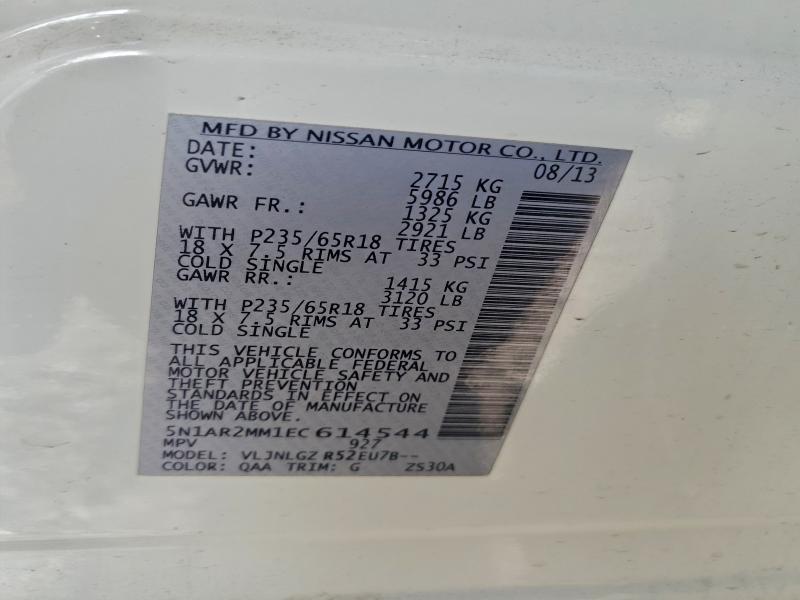 MFD BY NISSAN MOTOR CO., LTD.
DATE: 08/13
GVWR: 2715 KG
5986 LB
GAWR FR.: 1325 KG
2921 LB
WITH P235/65R18 TIRES
18 X 7.5 RIMS AT 33 PSI
COLD SINGLE
GAWR RR.: 1415 KG
3120 LB
WITH P235/65R18 TIRES
18 X 7.5 RIMS AT 33 PSI
COLD SINGLE
THIS VEHICLE CONFORMS TO
ALL APPLICABLE FEDERAL
MOTOR VEHICLE SAFETY AND
THEFT PREVENTION
STANDARDS IN EFFECT ON
THE DATE OF MANUFACTURE
SHOWN ABOVE.
5N1AR2MM1EC614544
MPV 927
MODEL: VLJNLGZ R52EU7B--
COLOR: QAA TRIM: G ZS30A